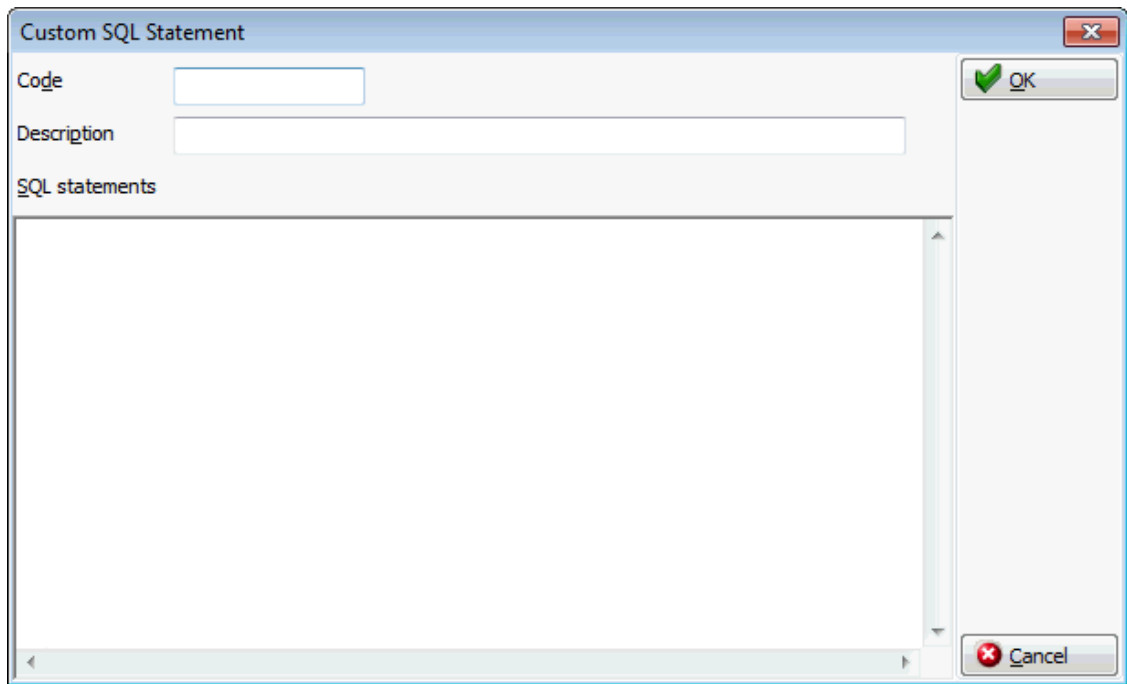 Custom SQL Statement
Code
OK
Description
SQL statements
Cancel